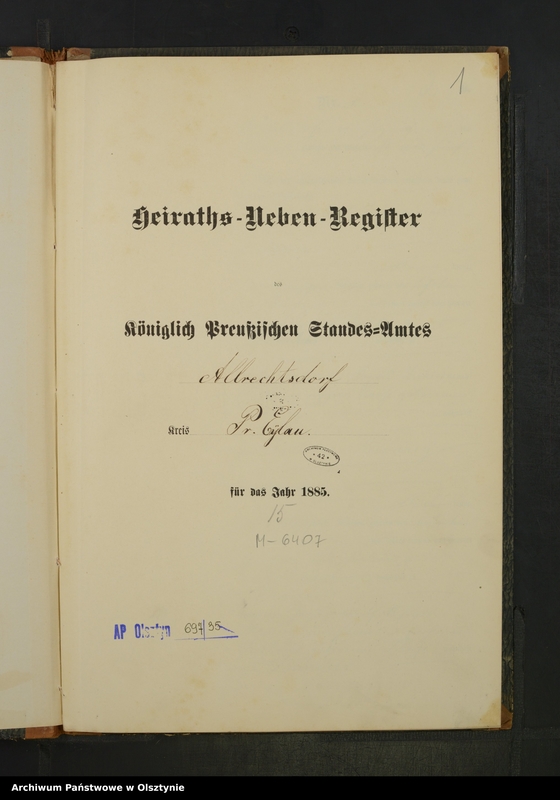 1
Heiraths-Neben-Register
des
Königlich Preußischen Standes-Amtes
Albrechtsdorf
Kreis Pr. Eylau.
· 42 ·
für das Jahr 1885.
15
M-6407
AP Olsztyn 697/35
Archiwum Państwowe w Olsztynie